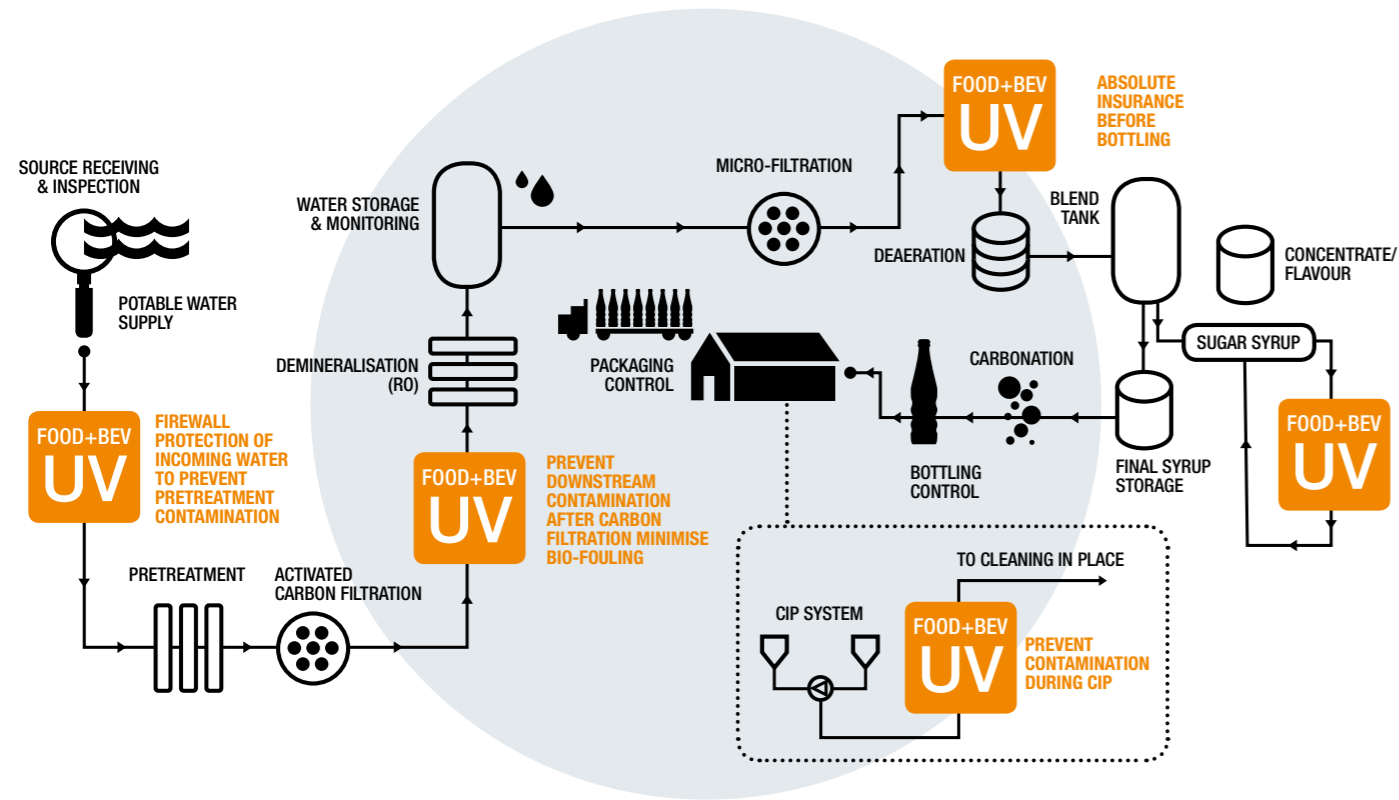 SOURCE RECEIVING
& INSPECTION
POTABLE WATER
SUPPLY
FOOD+BEV
UV
FIREWALL
PROTECTION OF
INCOMING WATER
TO PREVENT
PRETREATMENT
CONTAMINATION
PRETREATMENT
ACTIVATED
CARBON FILTRATION
FOOD+BEV
UV
PREVENT
DOWNSTREAM
CONTAMINATION
AFTER CARBON
FILTRATION MINIMISE
BIO-FOULING
DEMINERALISATION
(RO)
WATER STORAGE
& MONITORING
MICRO-FILTRATION
FOOD+BEV
UV
ABSOLUTE
INSURANCE
BEFORE
BOTTLING
DEAERATION
BLEND
TANK
CONCENTRATE/
FLAVOUR
SUGAR SYRUP
FOOD+BEV
UV
FINAL SYRUP
STORAGE
CARBONATION
BOTTLING
CONTROL
PACKAGING
CONTROL
TO CLEANING IN PLACE
CIP SYSTEM
FOOD+BEV
UV
PREVENT
CONTAMINATION
DURING CIP